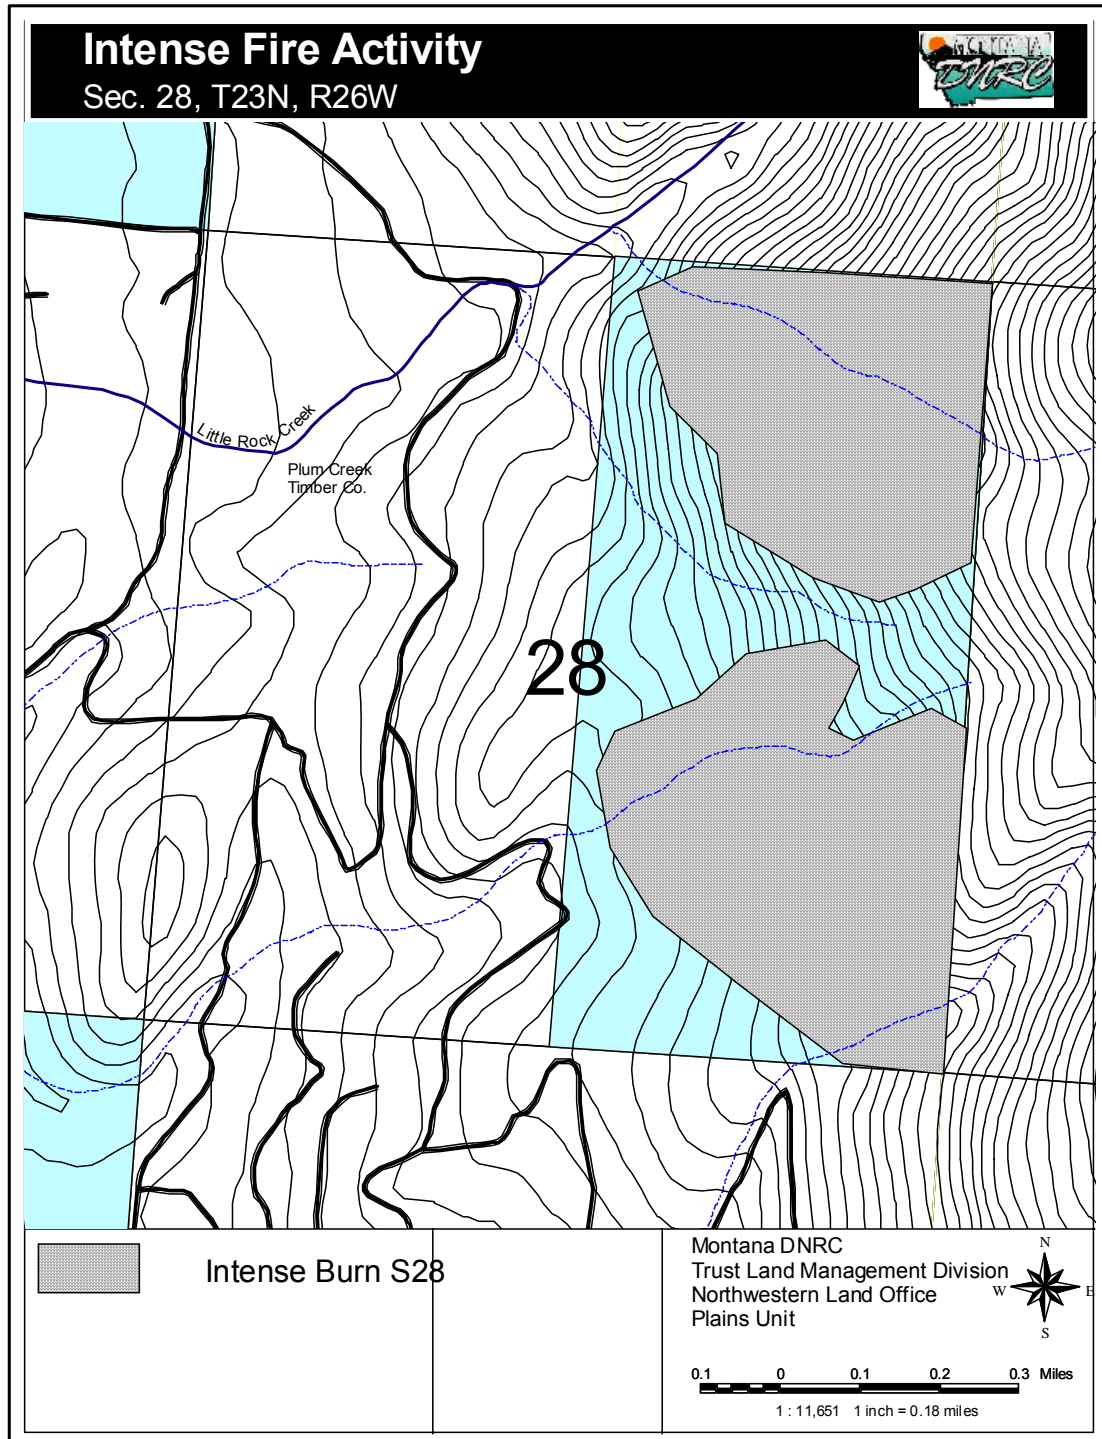 Intense Fire Activity
Sec. 28, T23N, R26W
MONTANA
DNRC
Little Rock Creek
Plum Creek
Timber Co.
28
Intense Burn S28
Montana DNRC
Trust Land Management Division
Northwestern Land Office
Plains Unit
N
W E
S
0.1 0 0.1 0.2 0.3 Miles
1 : 11,651 1 inch = 0.18 miles